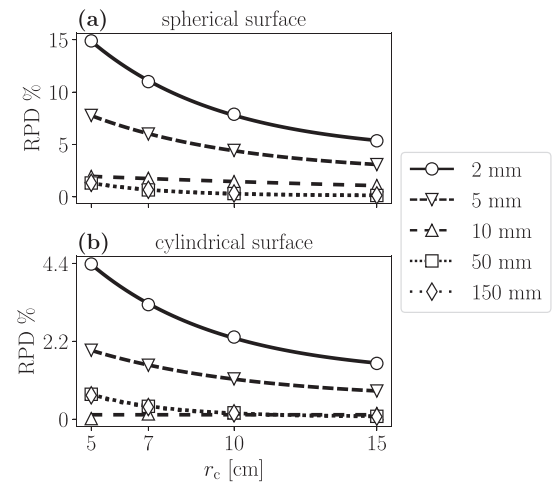 (a) spherical surface
15
10
5
0
RPD %
2 mm
5 mm
10 mm
50 mm
150 mm
(b) cylindrical surface
4.4
2.2
0
RPD %
5 7 10 15
r_c [cm]